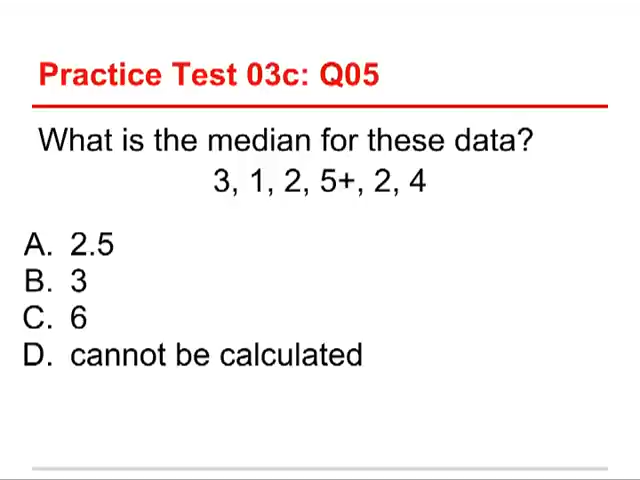 Practice Test 03c: Q05
What is the median for these data?
3, 1, 2, 5+, 2, 4
A. 2.5
B. 3
C. 6
D. cannot be calculated